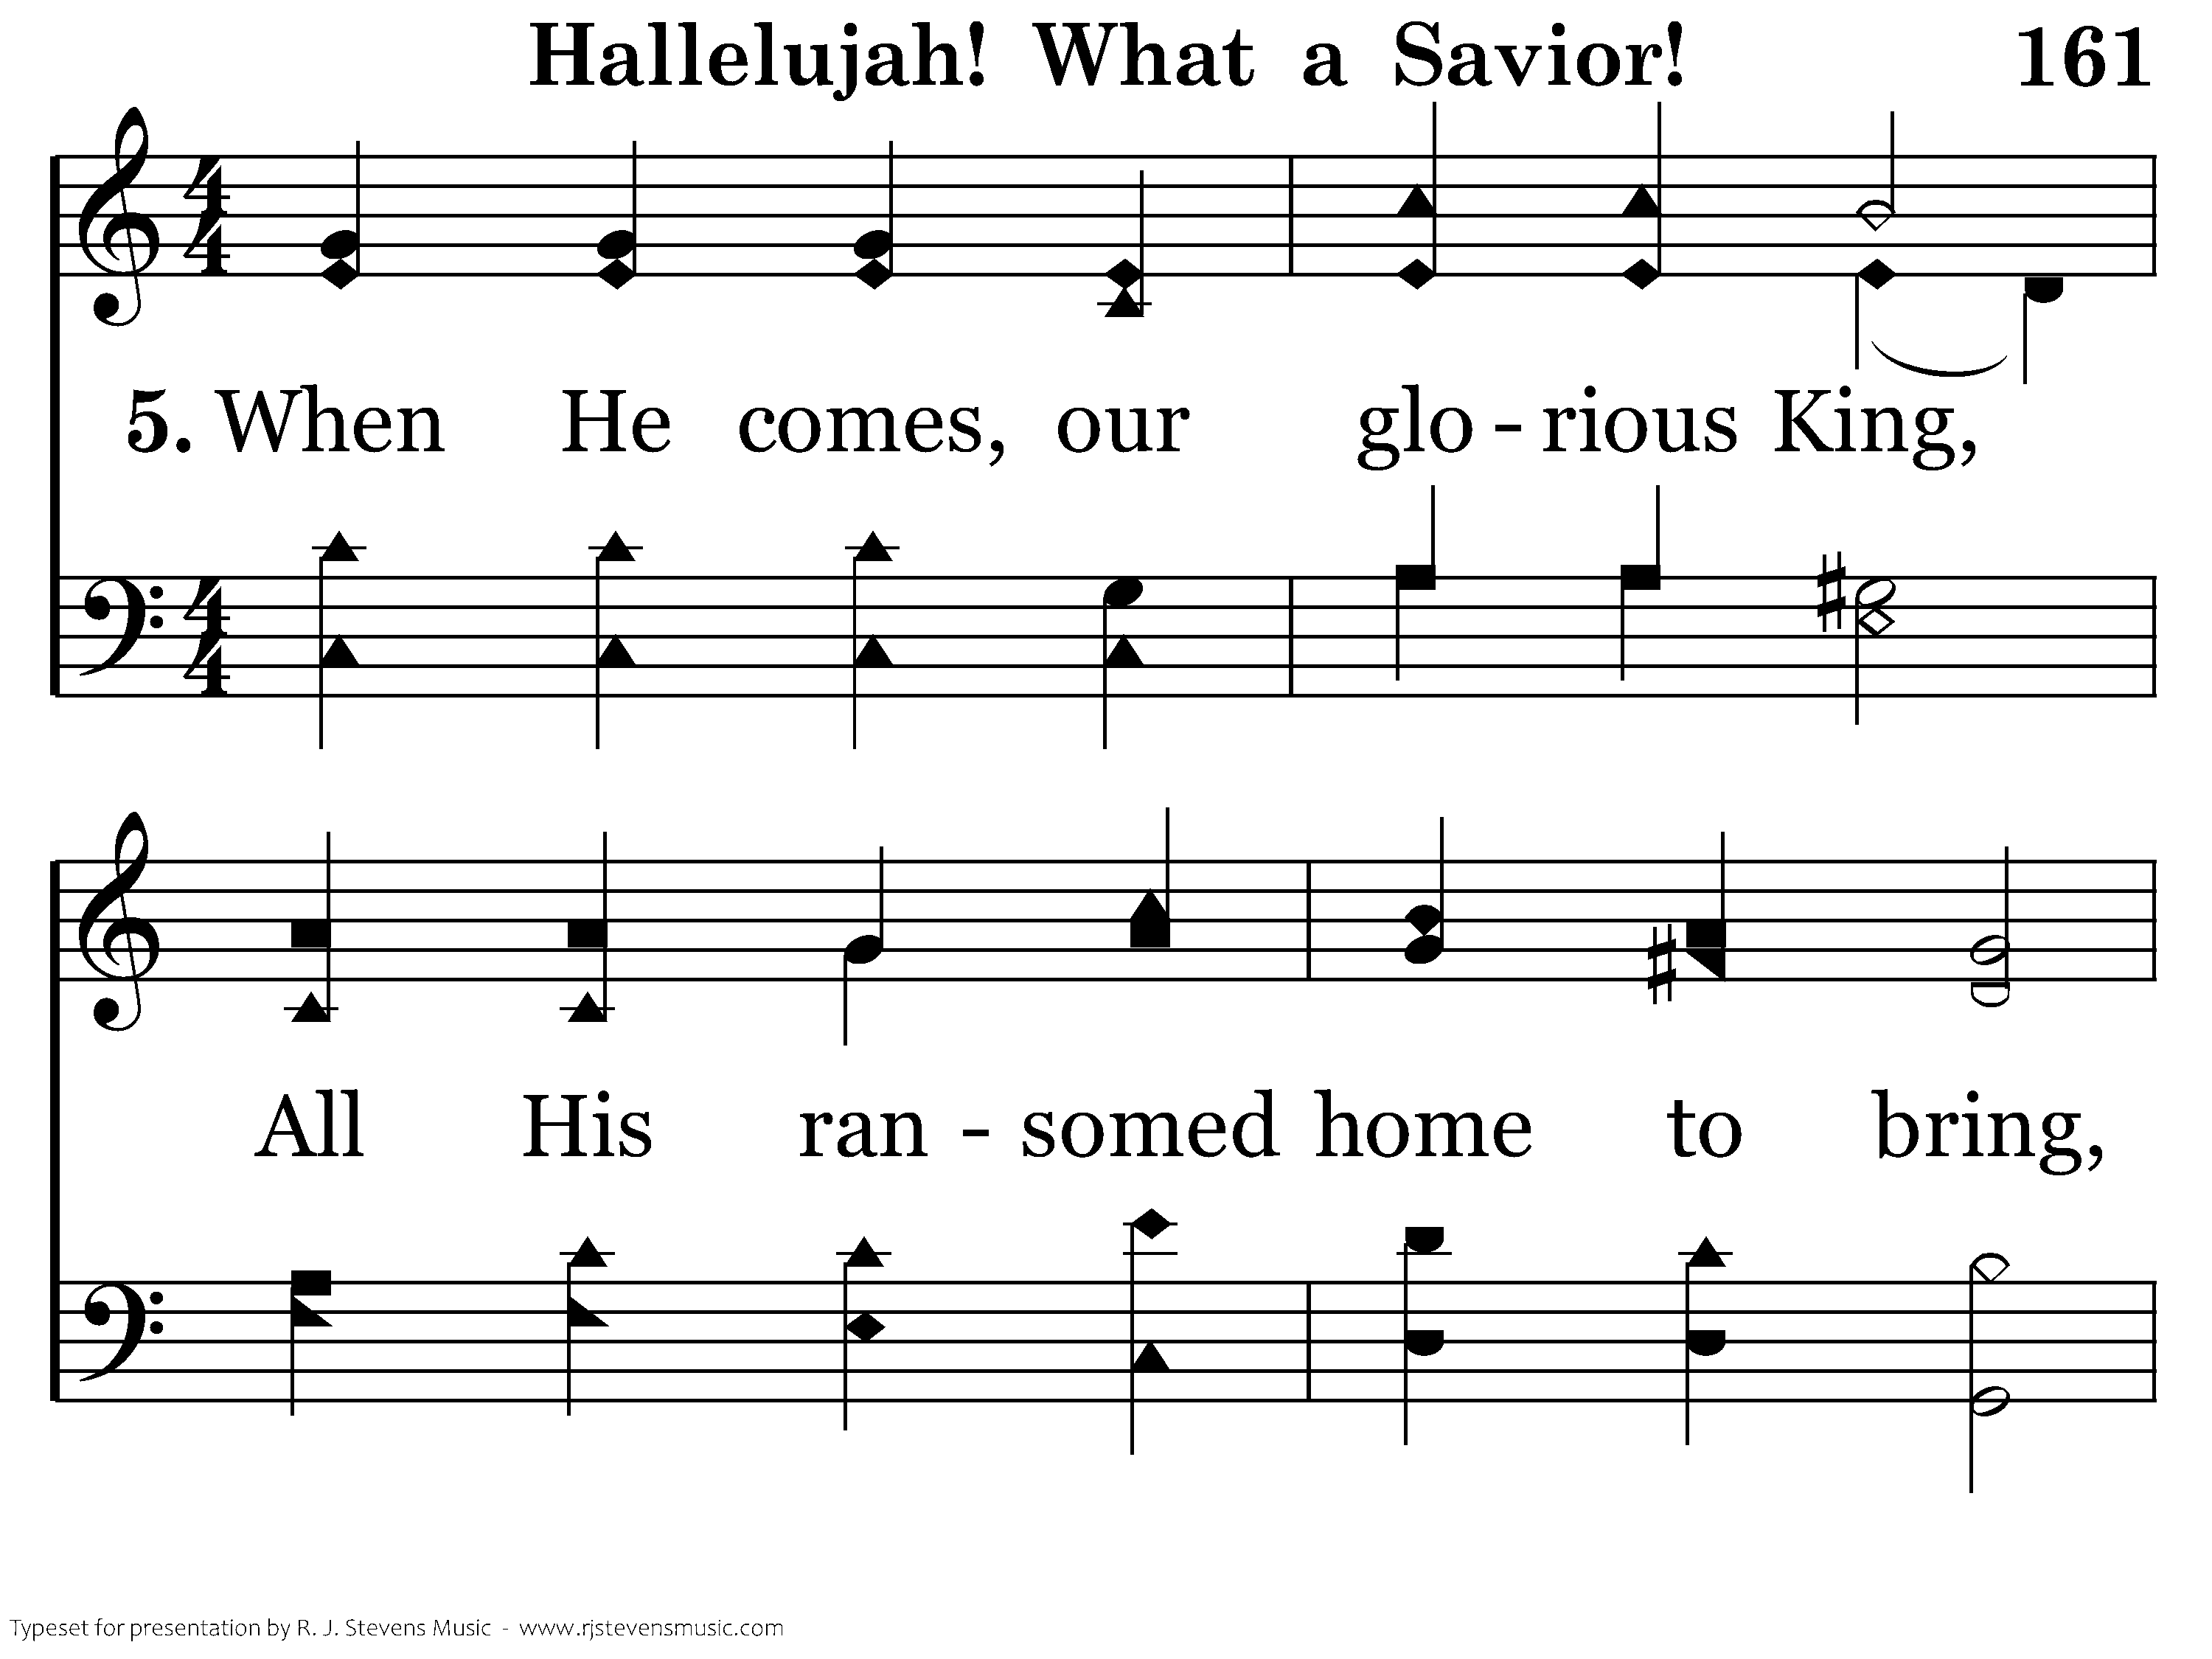 Hallelujah! What a Savior! 161
5. When He comes, our glo - rious King,
All His ran - somed home to bring,
Typeset for presentation by R. J. Stevens Music - www.rjstevensmusic.com